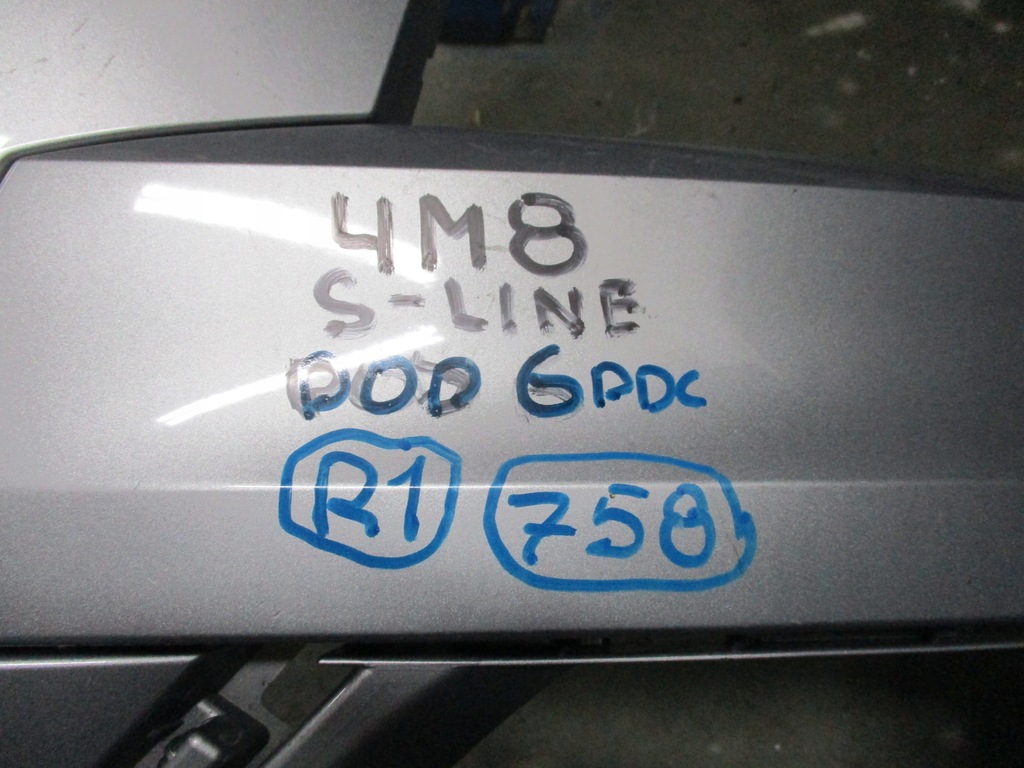 4M8
S-LINE
POD 6PDC
R1 758